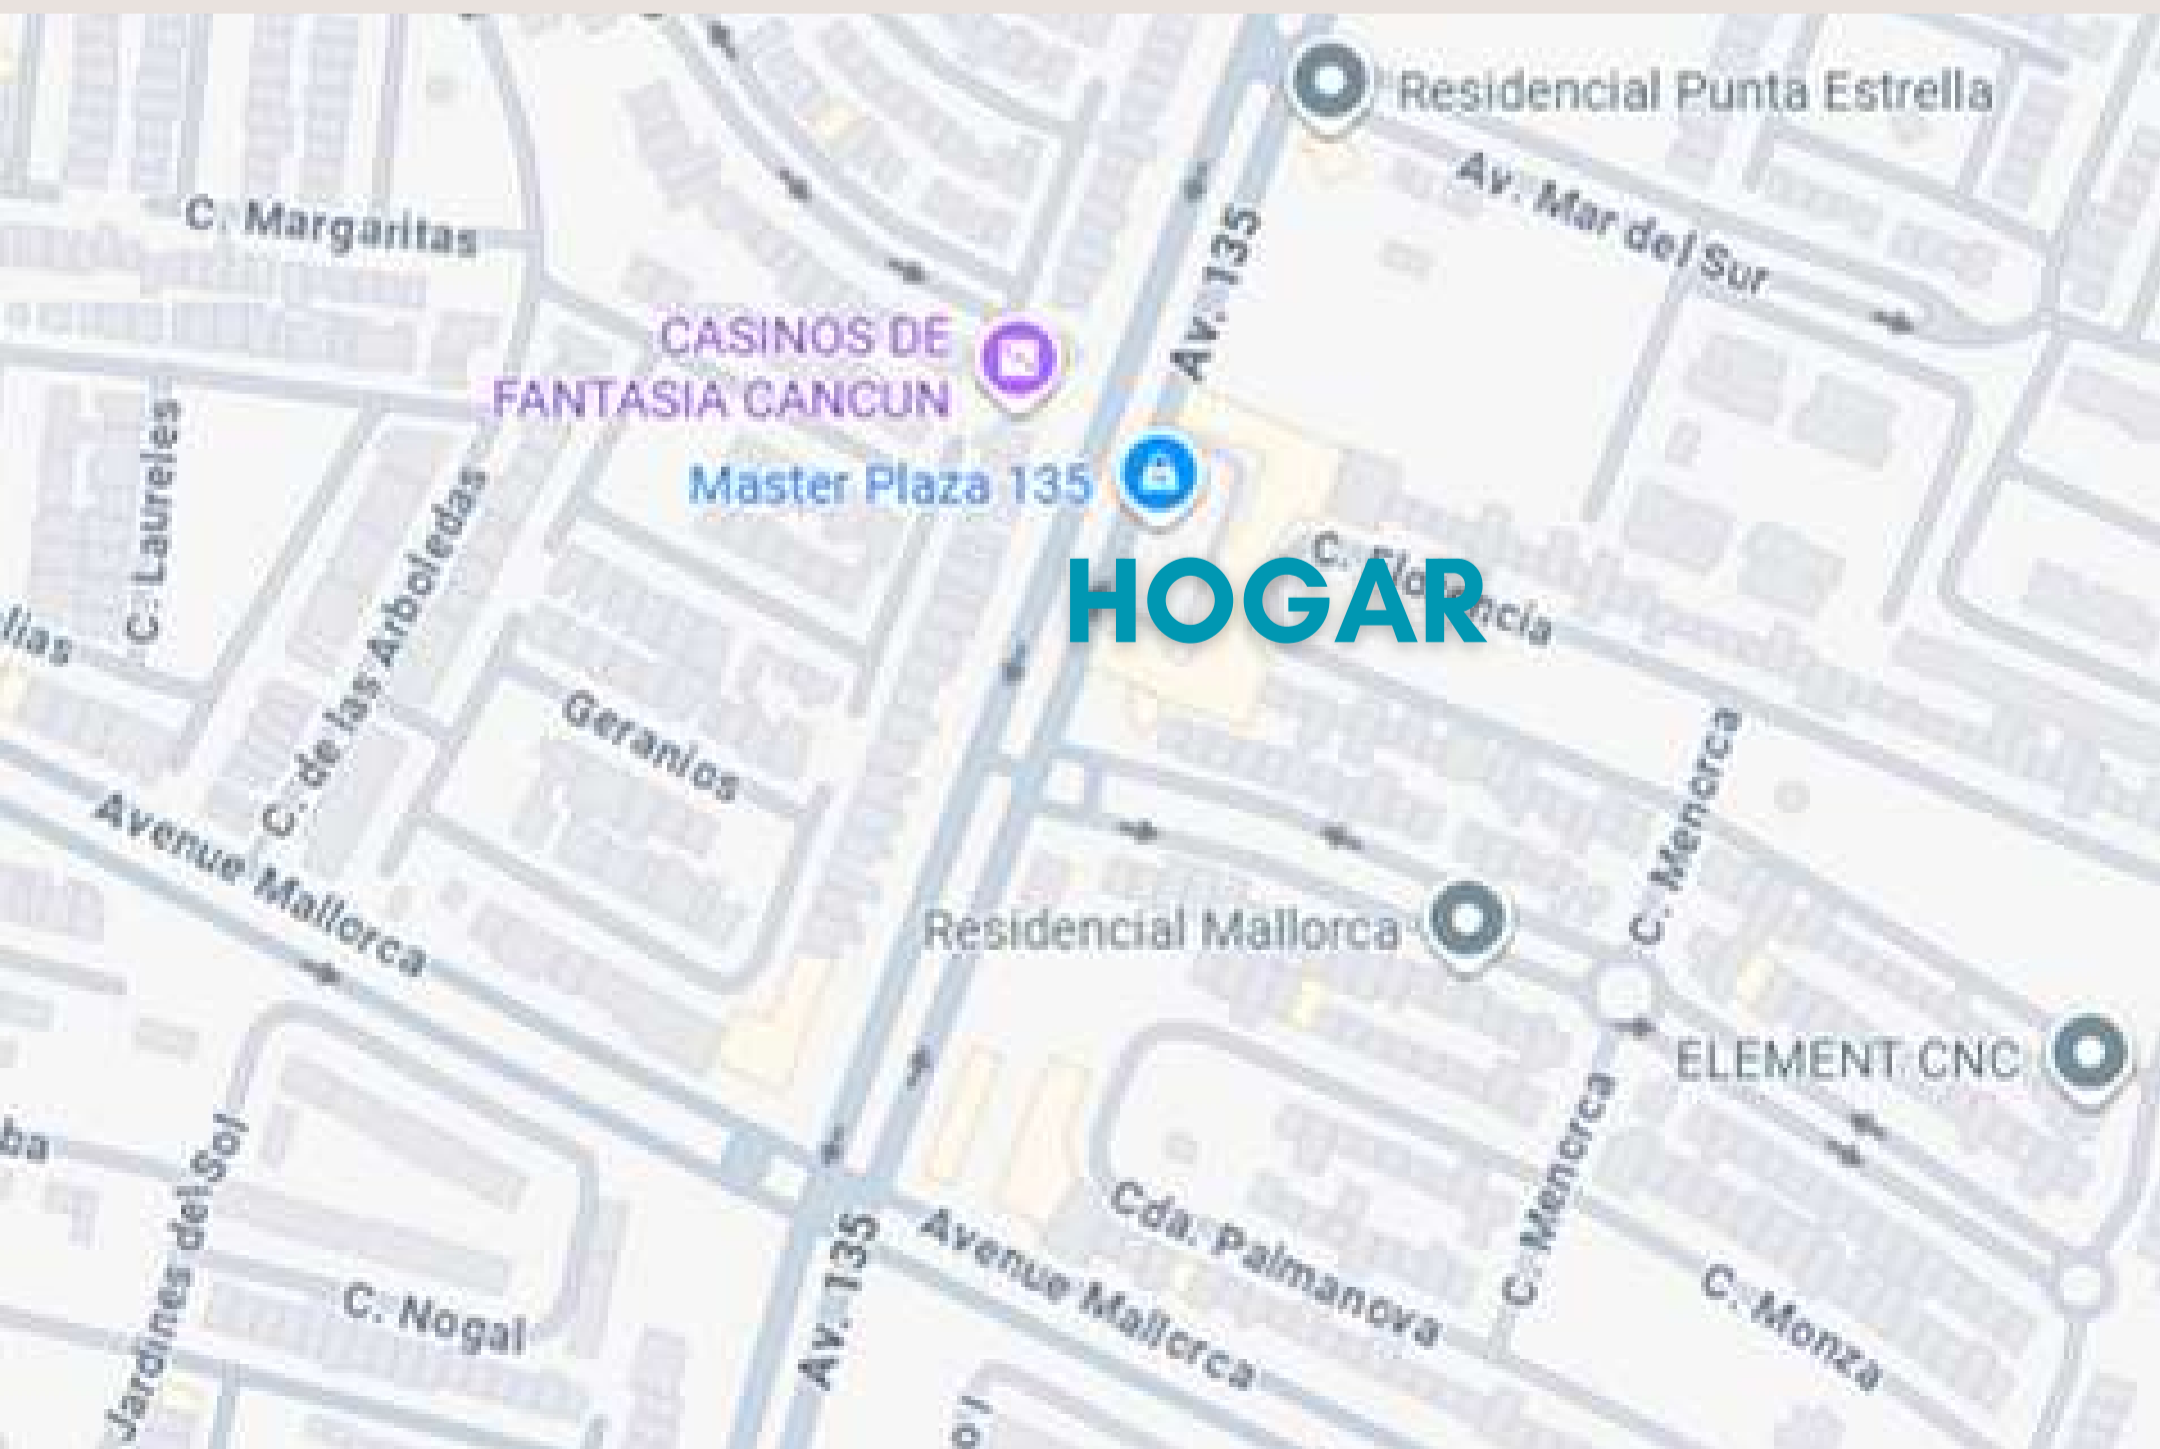 Residencial Punta Estrella
Av. Mar del Sur
C. Margaritas
Av. 135
CASINOS DE
FANTASIA CANCUN
Master Plaza 135
C. Laureles
C. de las Arboledas
HOGAR
lias
Geranios
C. Menorca
Avenue Mallorca
Residencial Mallorca
ELEMENT CNC
C. Menorca
ba
Jardines del Sol
Cda. Palmanova
Avenue Mallorca
C. Nogal
Av. 135
C. Monza